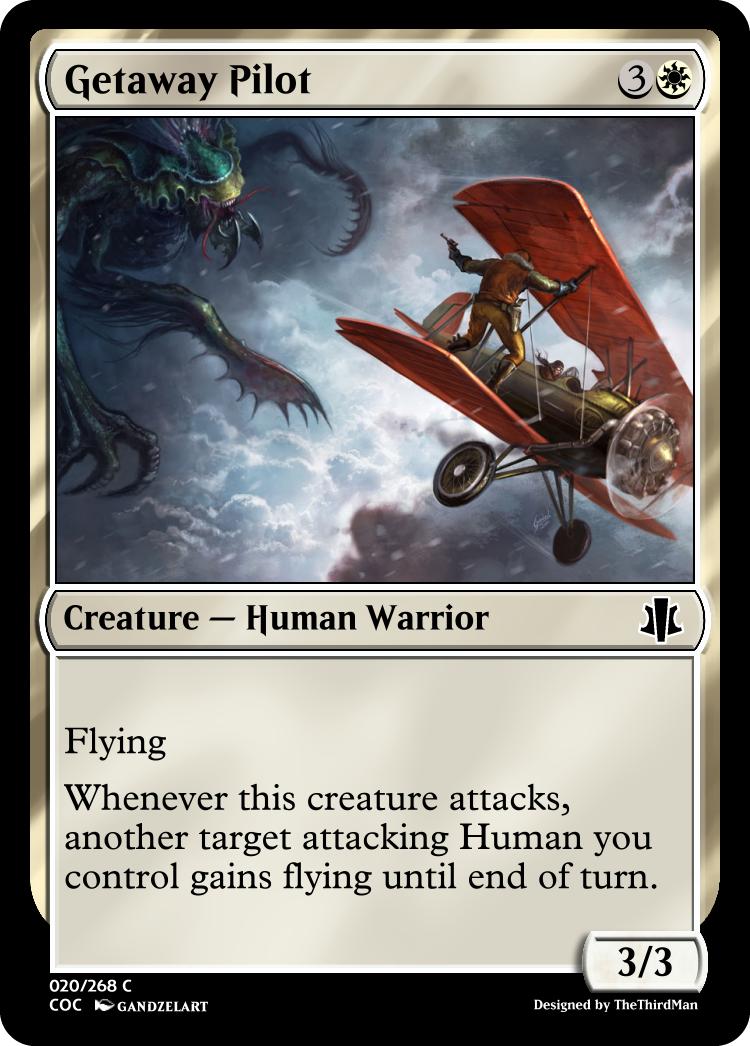 Getaway Pilot 3
Creature — Human Warrior
Flying
Whenever this creature attacks,
another target attacking Human you
control gains flying until end of turn.
3/3
020/268 C
COC GANDZELART
Designed by TheThirdMan